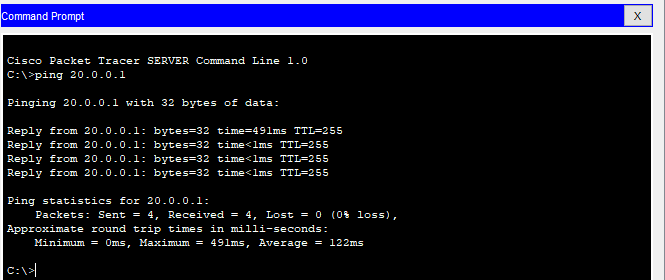 Command Prompt
X
Cisco Packet Tracer SERVER Command Line 1.0
C:\>ping 20.0.0.1
Pinging 20.0.0.1 with 32 bytes of data:
Reply from 20.0.0.1: bytes=32 time=491ms TTL=255
Reply from 20.0.0.1: bytes=32 time<1ms TTL=255
Reply from 20.0.0.1: bytes=32 time<1ms TTL=255
Reply from 20.0.0.1: bytes=32 time<1ms TTL=255
Ping statistics for 20.0.0.1:
Packets: Sent = 4, Received = 4, Lost = 0 (0% loss),
Approximate round trip times in milli-seconds:
Minimum = 0ms, Maximum = 491ms, Average = 122ms
C:\>